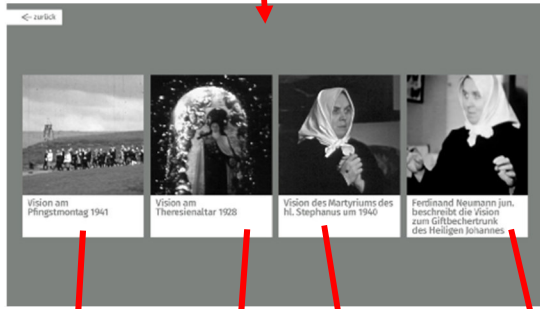 ← zurück
Vision am
Pfingstmontag 1941
Vision am
Theresienaltar 1928
Vision des Martyriums des
hl. Stephanus um 1940
Ferdinand Neumann jun.
beschreibt die Vision
zum Giftbechertrunk
des Heiligen Johannes